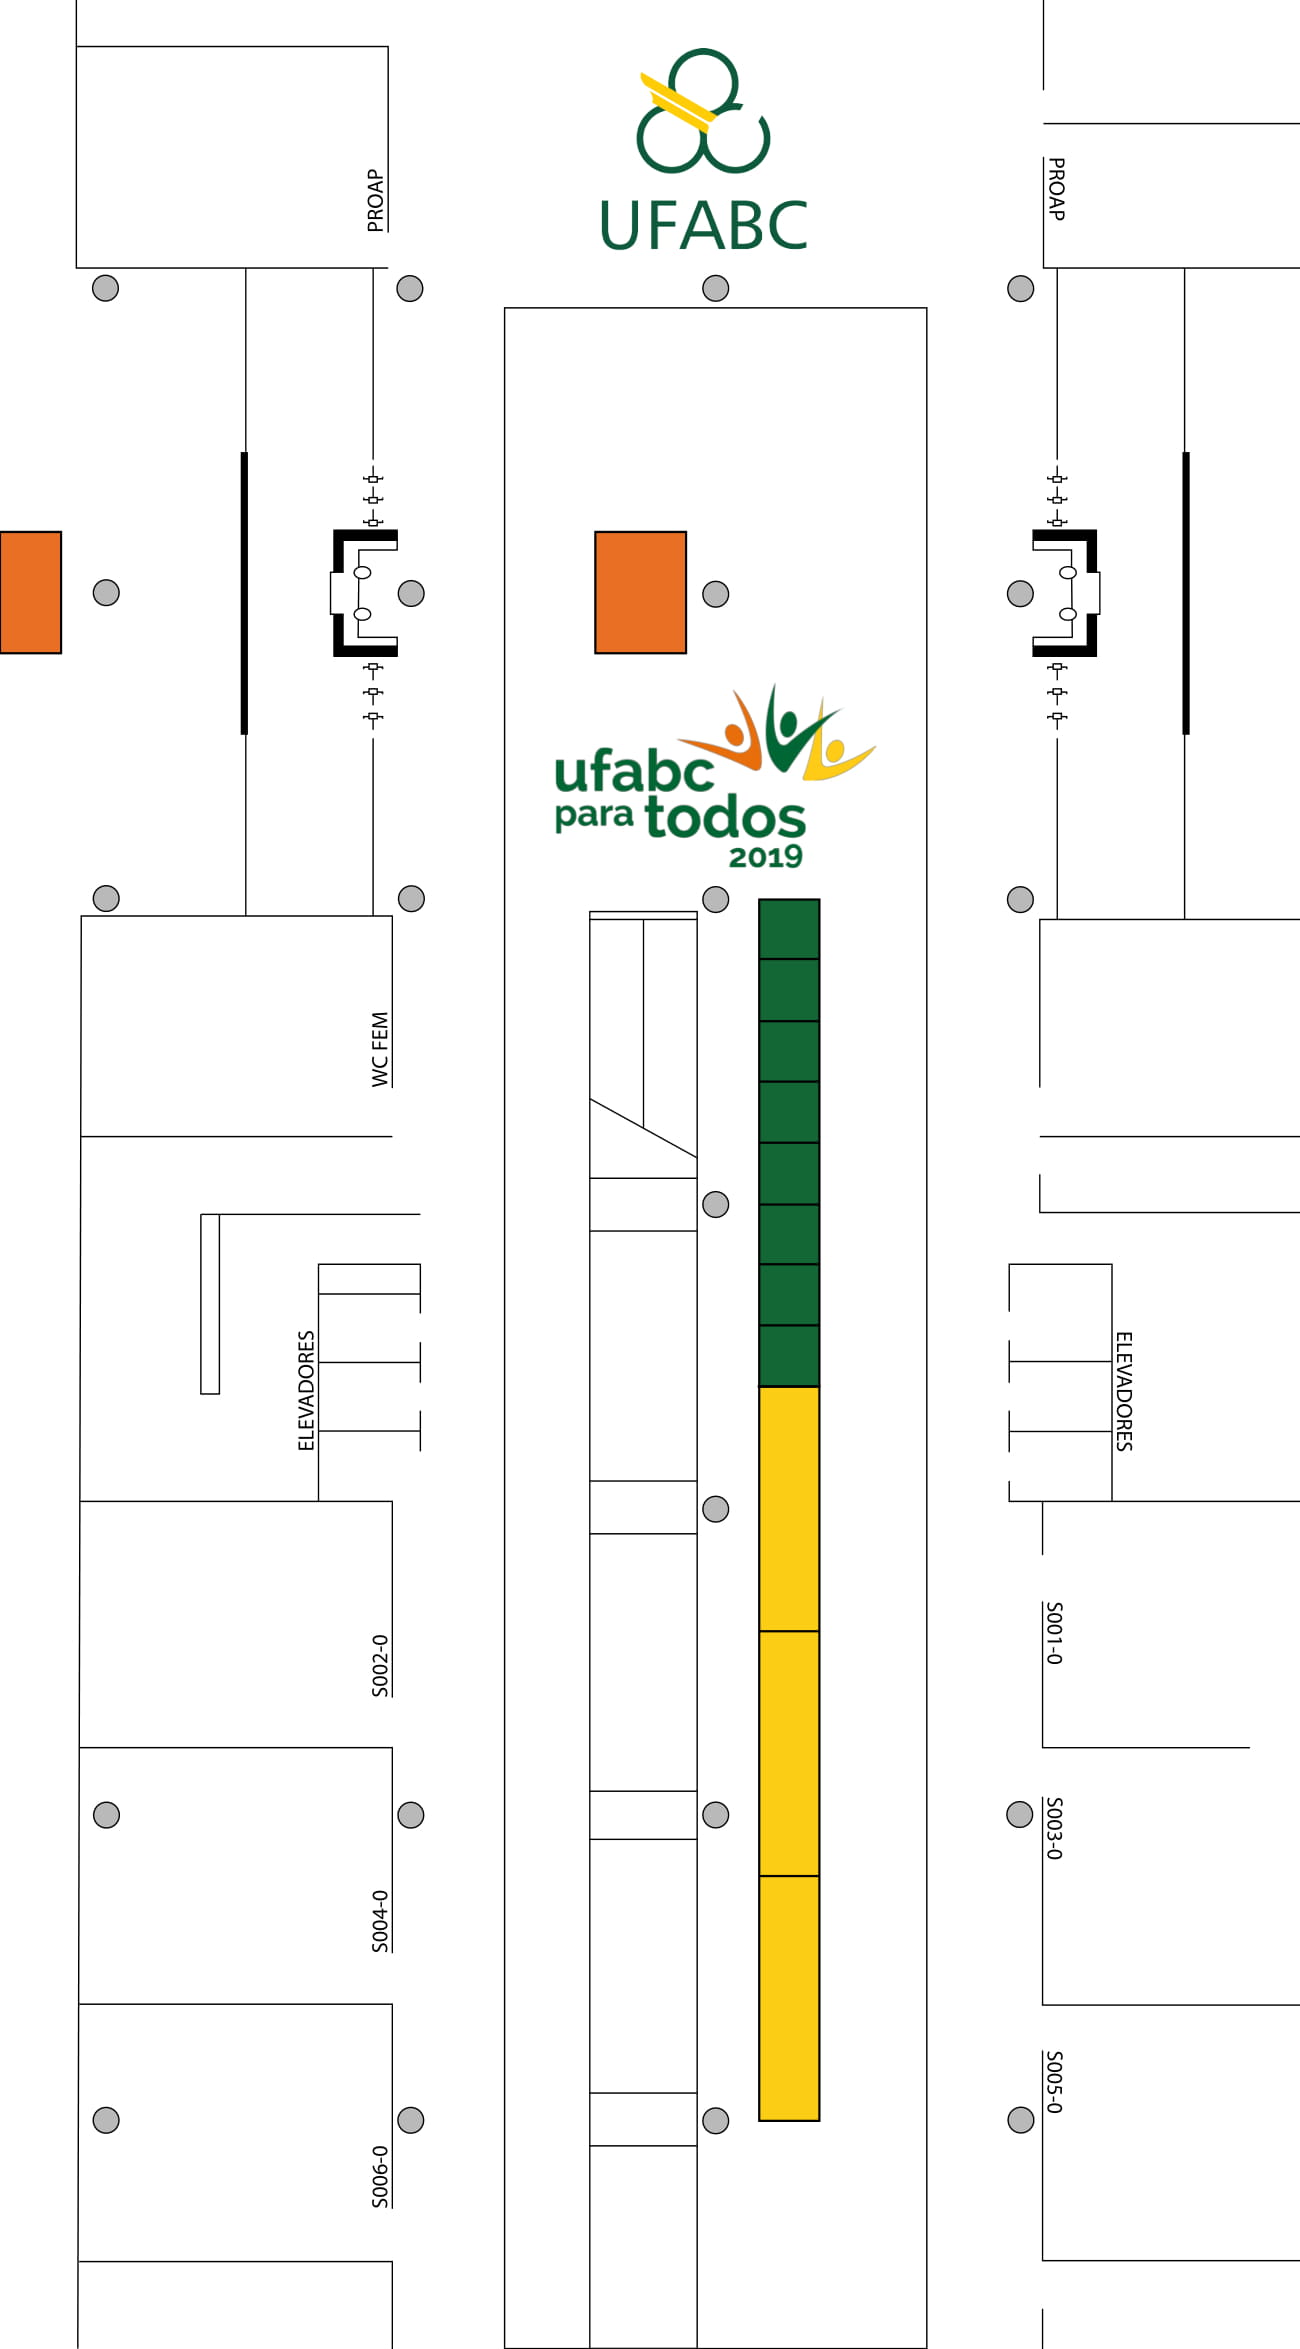 PROAP
UFABC
PROAP
ufabc
para todos
2019
WC FEM
ELEVADORES
ELEVADORES
S002-0
S001-0
S004-0
S003-0
S006-0
S005-0